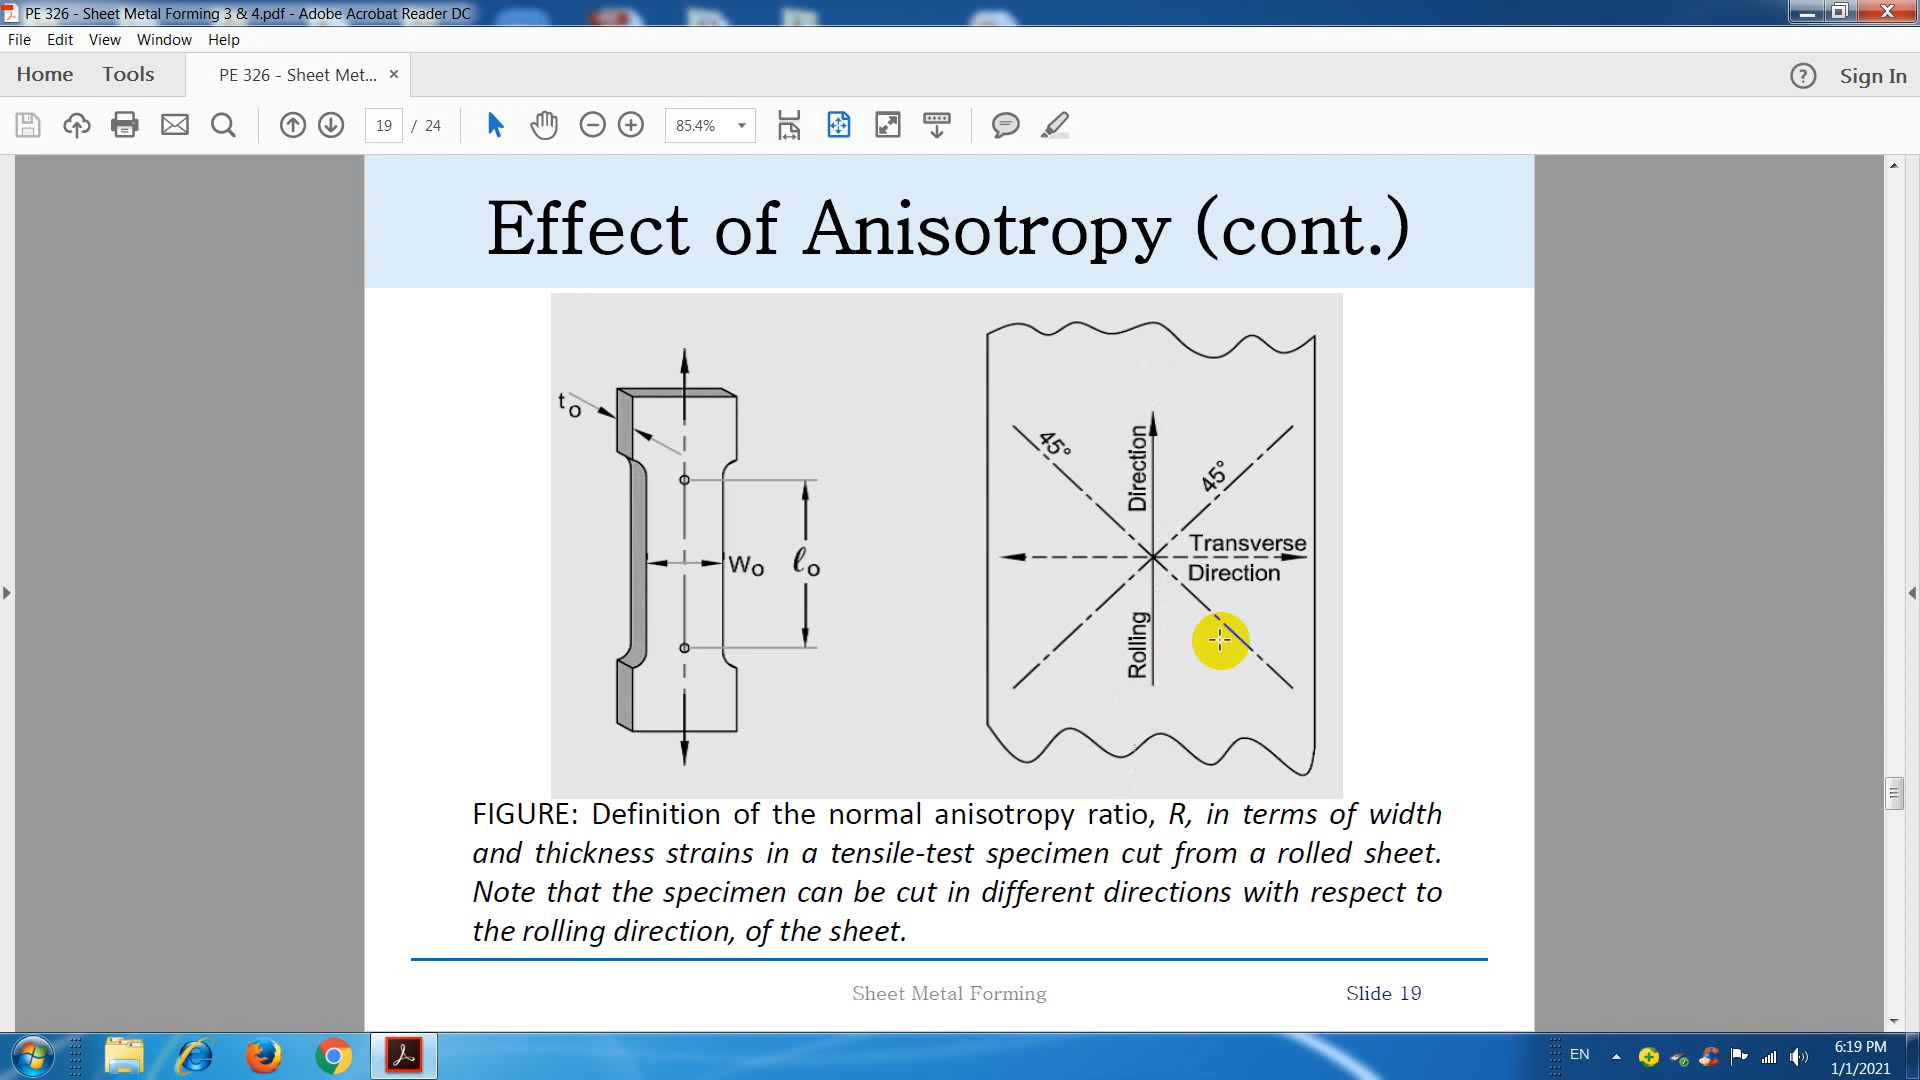 PE 326 - Sheet Metal Forming 3 & 4.pdf - Adobe Acrobat Reader DC
File Edit View Window Help
Home Tools PE 326 - Sheet Met... × ? Sign In
19 / 24 85.4%
Effect of Anisotropy (cont.)
to
Wo
ℓo
45°
45°
Rolling Direction
Transverse
Direction
FIGURE: Definition of the normal anisotropy ratio, R, in terms of width
and thickness strains in a tensile-test specimen cut from a rolled sheet.
Note that the specimen can be cut in different directions with respect to
the rolling direction, of the sheet.
Sheet Metal Forming Slide 19
EN 6:19 PM
1/1/2021